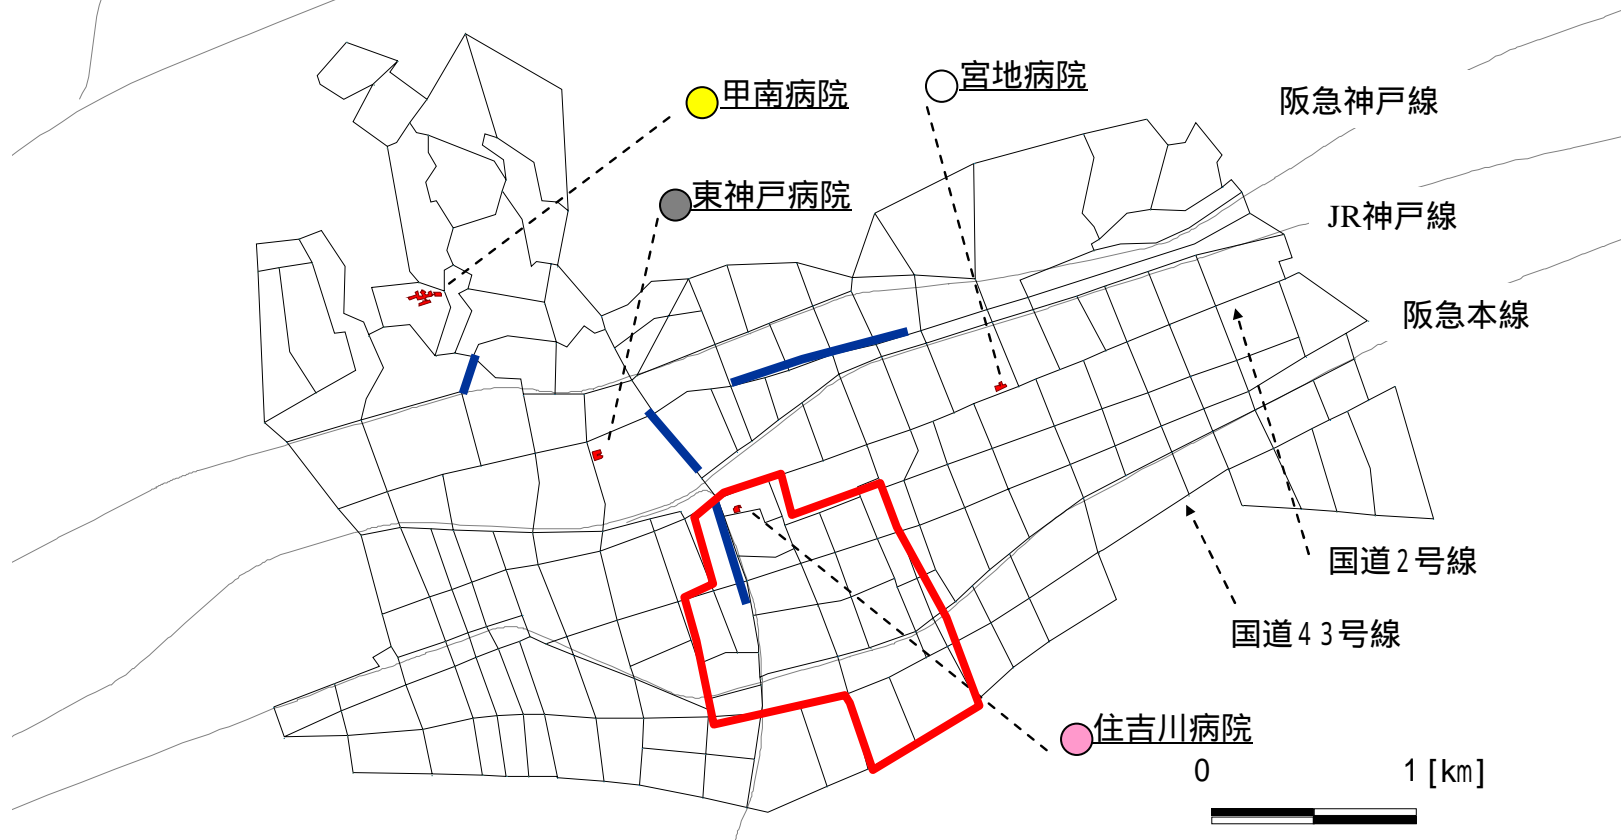 宮地病院
甲南病院
阪急神戸線
東神戸病院
JR神戸線
阪急本線
国道2号線
国道43号線
住吉川病院
0 1 [km]